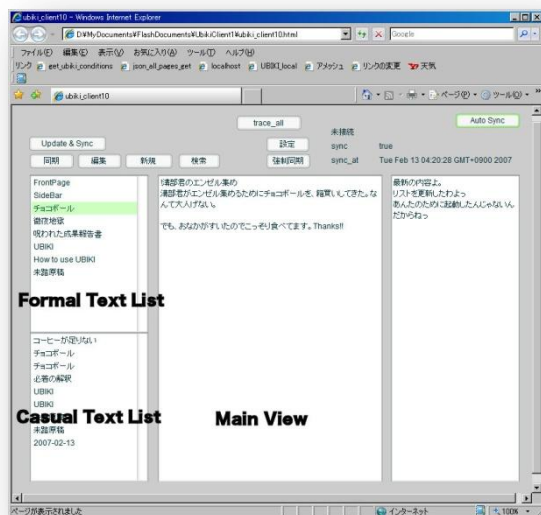 ubiki_client10 - Windows Internet Explorer
D:¥MyDocuments¥FlashDocuments¥UbikiClient1¥ubiki_client10.html
Google
ファイル(F) 編集(E) 表示(V) お気に入り(A) ツール(T) ヘルプ(H)
リンク get_ubiki_conditions json_all_pages_get localhost UBIKI_local アメッシュ リンクの変更 天気
ubiki_client10
ページ(P) ツール(O)
trace_all
Auto Sync
未接続
Update & Sync
設定
sync true
同期 編集 新規 検索 強制同期
sync_at Tue Feb 13 04:20:28 GMT+0900 2007
FrontPage
SideBar
チョコボール
徹夜地獄
呪われた成果報告書
UBIKI
How to use UBIKI
未踏原稿
Formal Text List
コーヒーが足りない
チョコボール
チョコボール
必着の解釈
UBIKI
UBIKI
Casual Text List
未踏原稿
2007-02-13
!溝部君のエンゼル集め
溝部君がエンゼル集めるためにチョコボールを、箱買いしてきた。な
んて大人げない。
でも、おなかがすいたのでこっそり食べてます。Thanks!!
Main View
最新の内容よ。
リストを更新したわよっ
あんたのために起動したんじゃないん
だからねっ
ページが表示されました
インターネット
100%